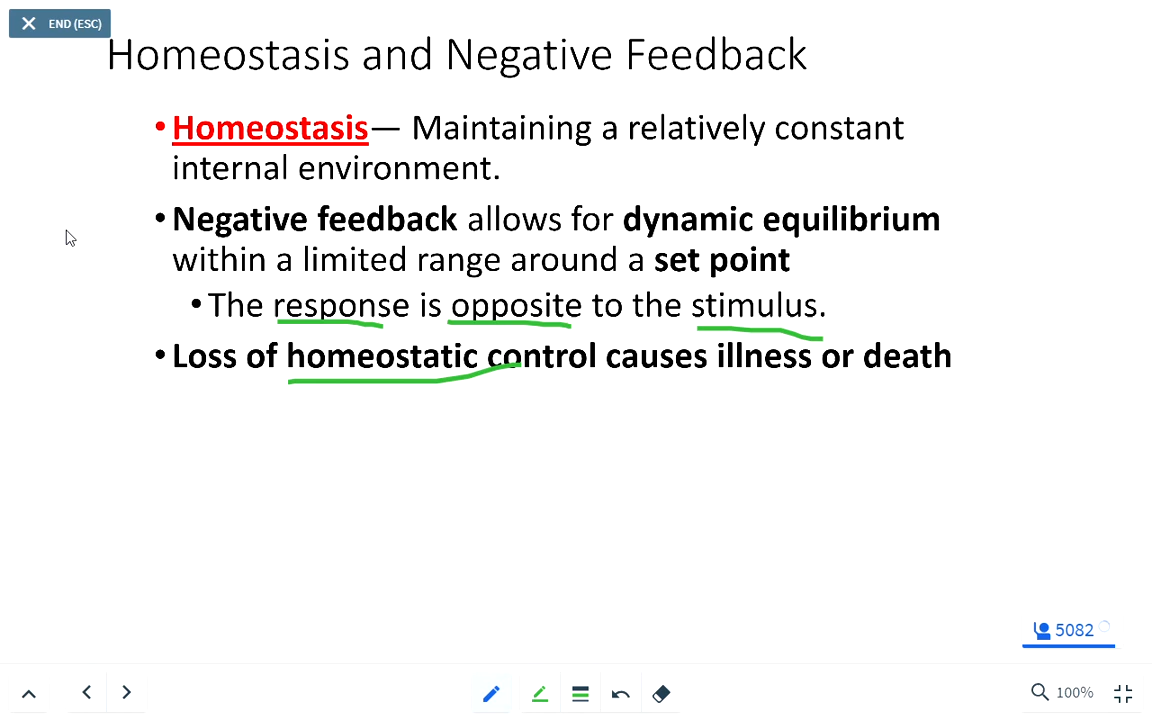 END (ESC)
Homeostasis and Negative Feedback
• Homeostasis— Maintaining a relatively constant
internal environment.
• Negative feedback allows for dynamic equilibrium
within a limited range around a set point
• The response is opposite to the stimulus.
• Loss of homeostatic control causes illness or death
5082
100%